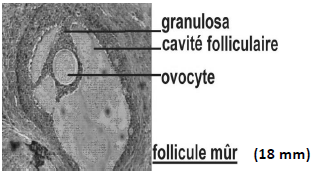 granulosa
cavité folliculaire
ovocyte
follicule mûr (18 mm)